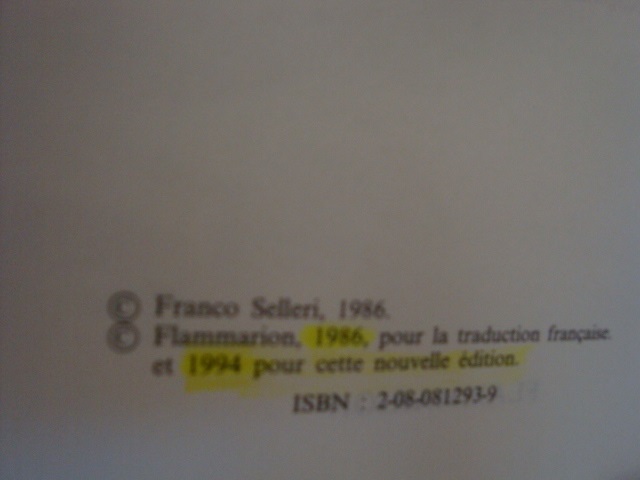 © Franco Selleri, 1986.
© Flammarion, 1986, pour la traduction française.
et 1994 pour cette nouvelle édition.
ISBN : 2-08-081293-9